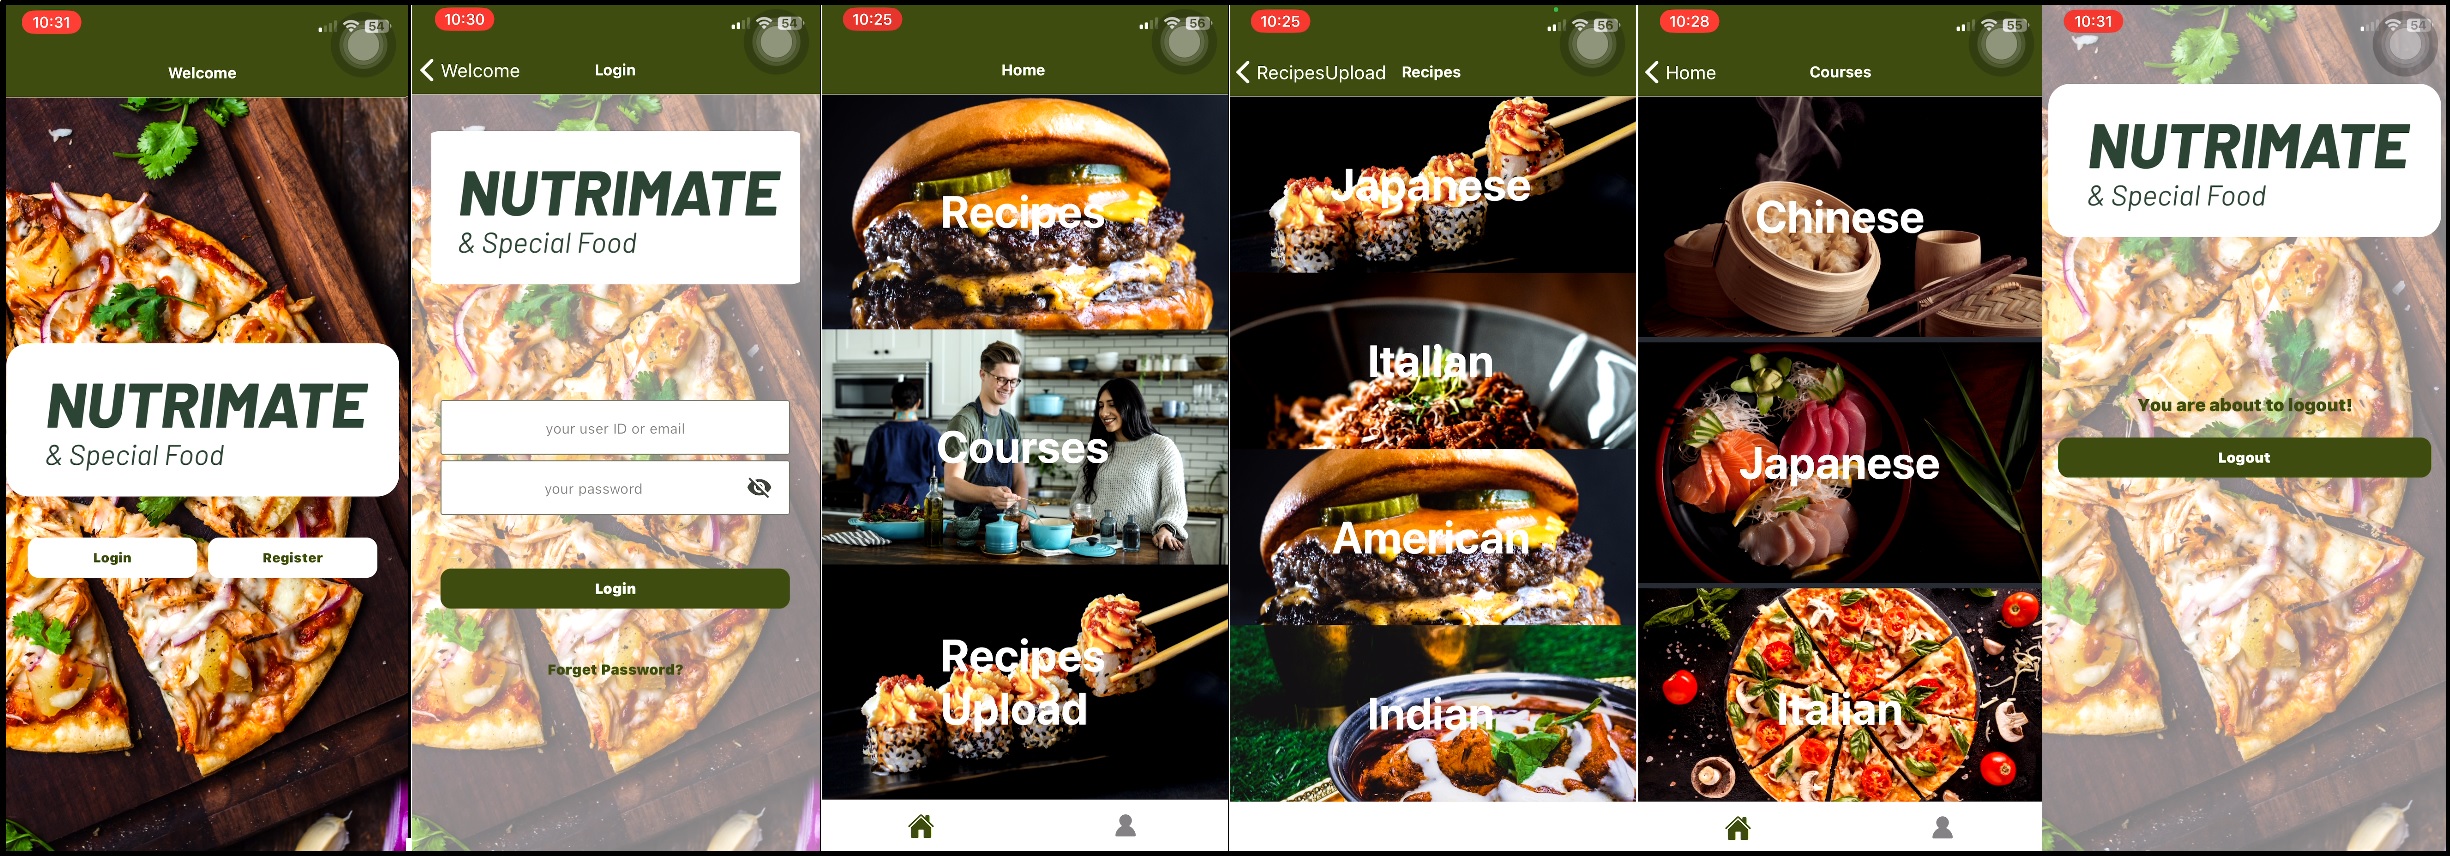 10:31
54
Welcome
NUTRIMATE
& Special Food
Login
Register
10:30
54
Welcome
Login
NUTRIMATE
& Special Food
your user ID or email
your password
Login
Forget Password?
10:25
56
Home
Recipes
Courses
Recipes
Upload
10:25
56
RecipesUpload
Recipes
Japanese
Italian
American
Indian
10:28
55
Home
Courses
Chinese
Japanese
Italian
10:31
54
NUTRIMATE
& Special Food
You are about to logout!
Logout